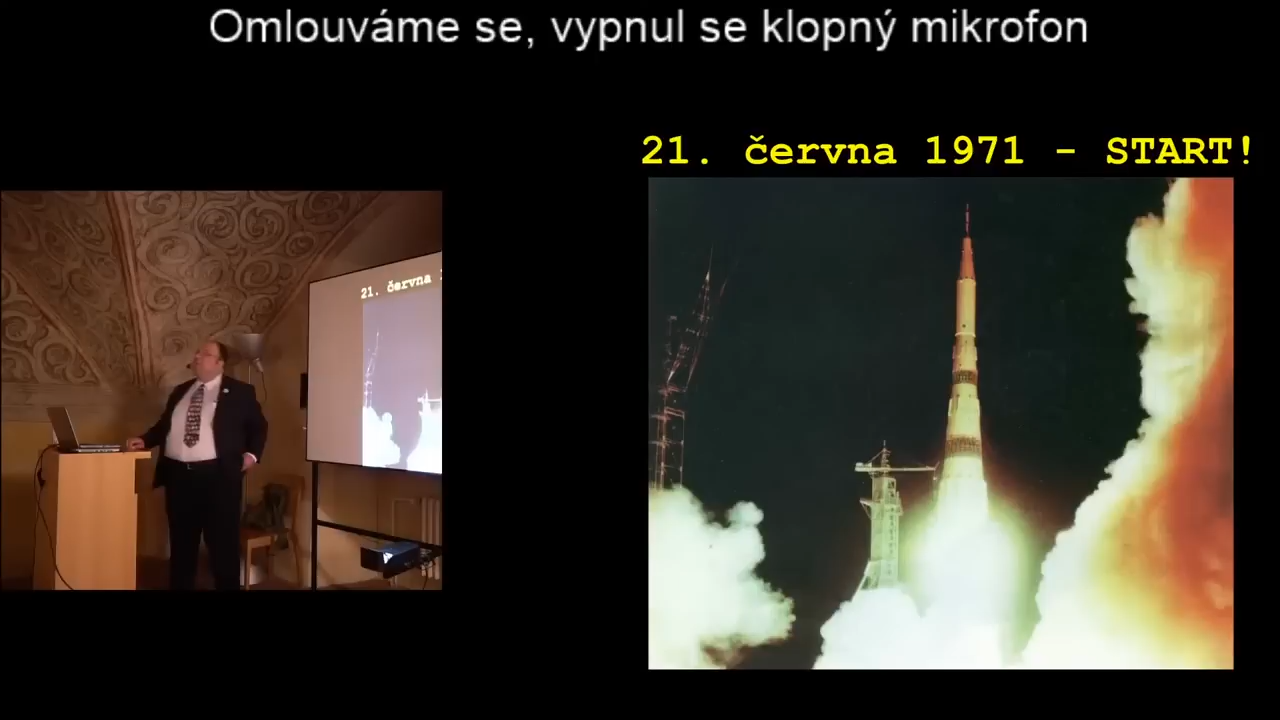 Omlouváme se, vypnul se klopný mikrofon
21. června 1971 - START!
21. června